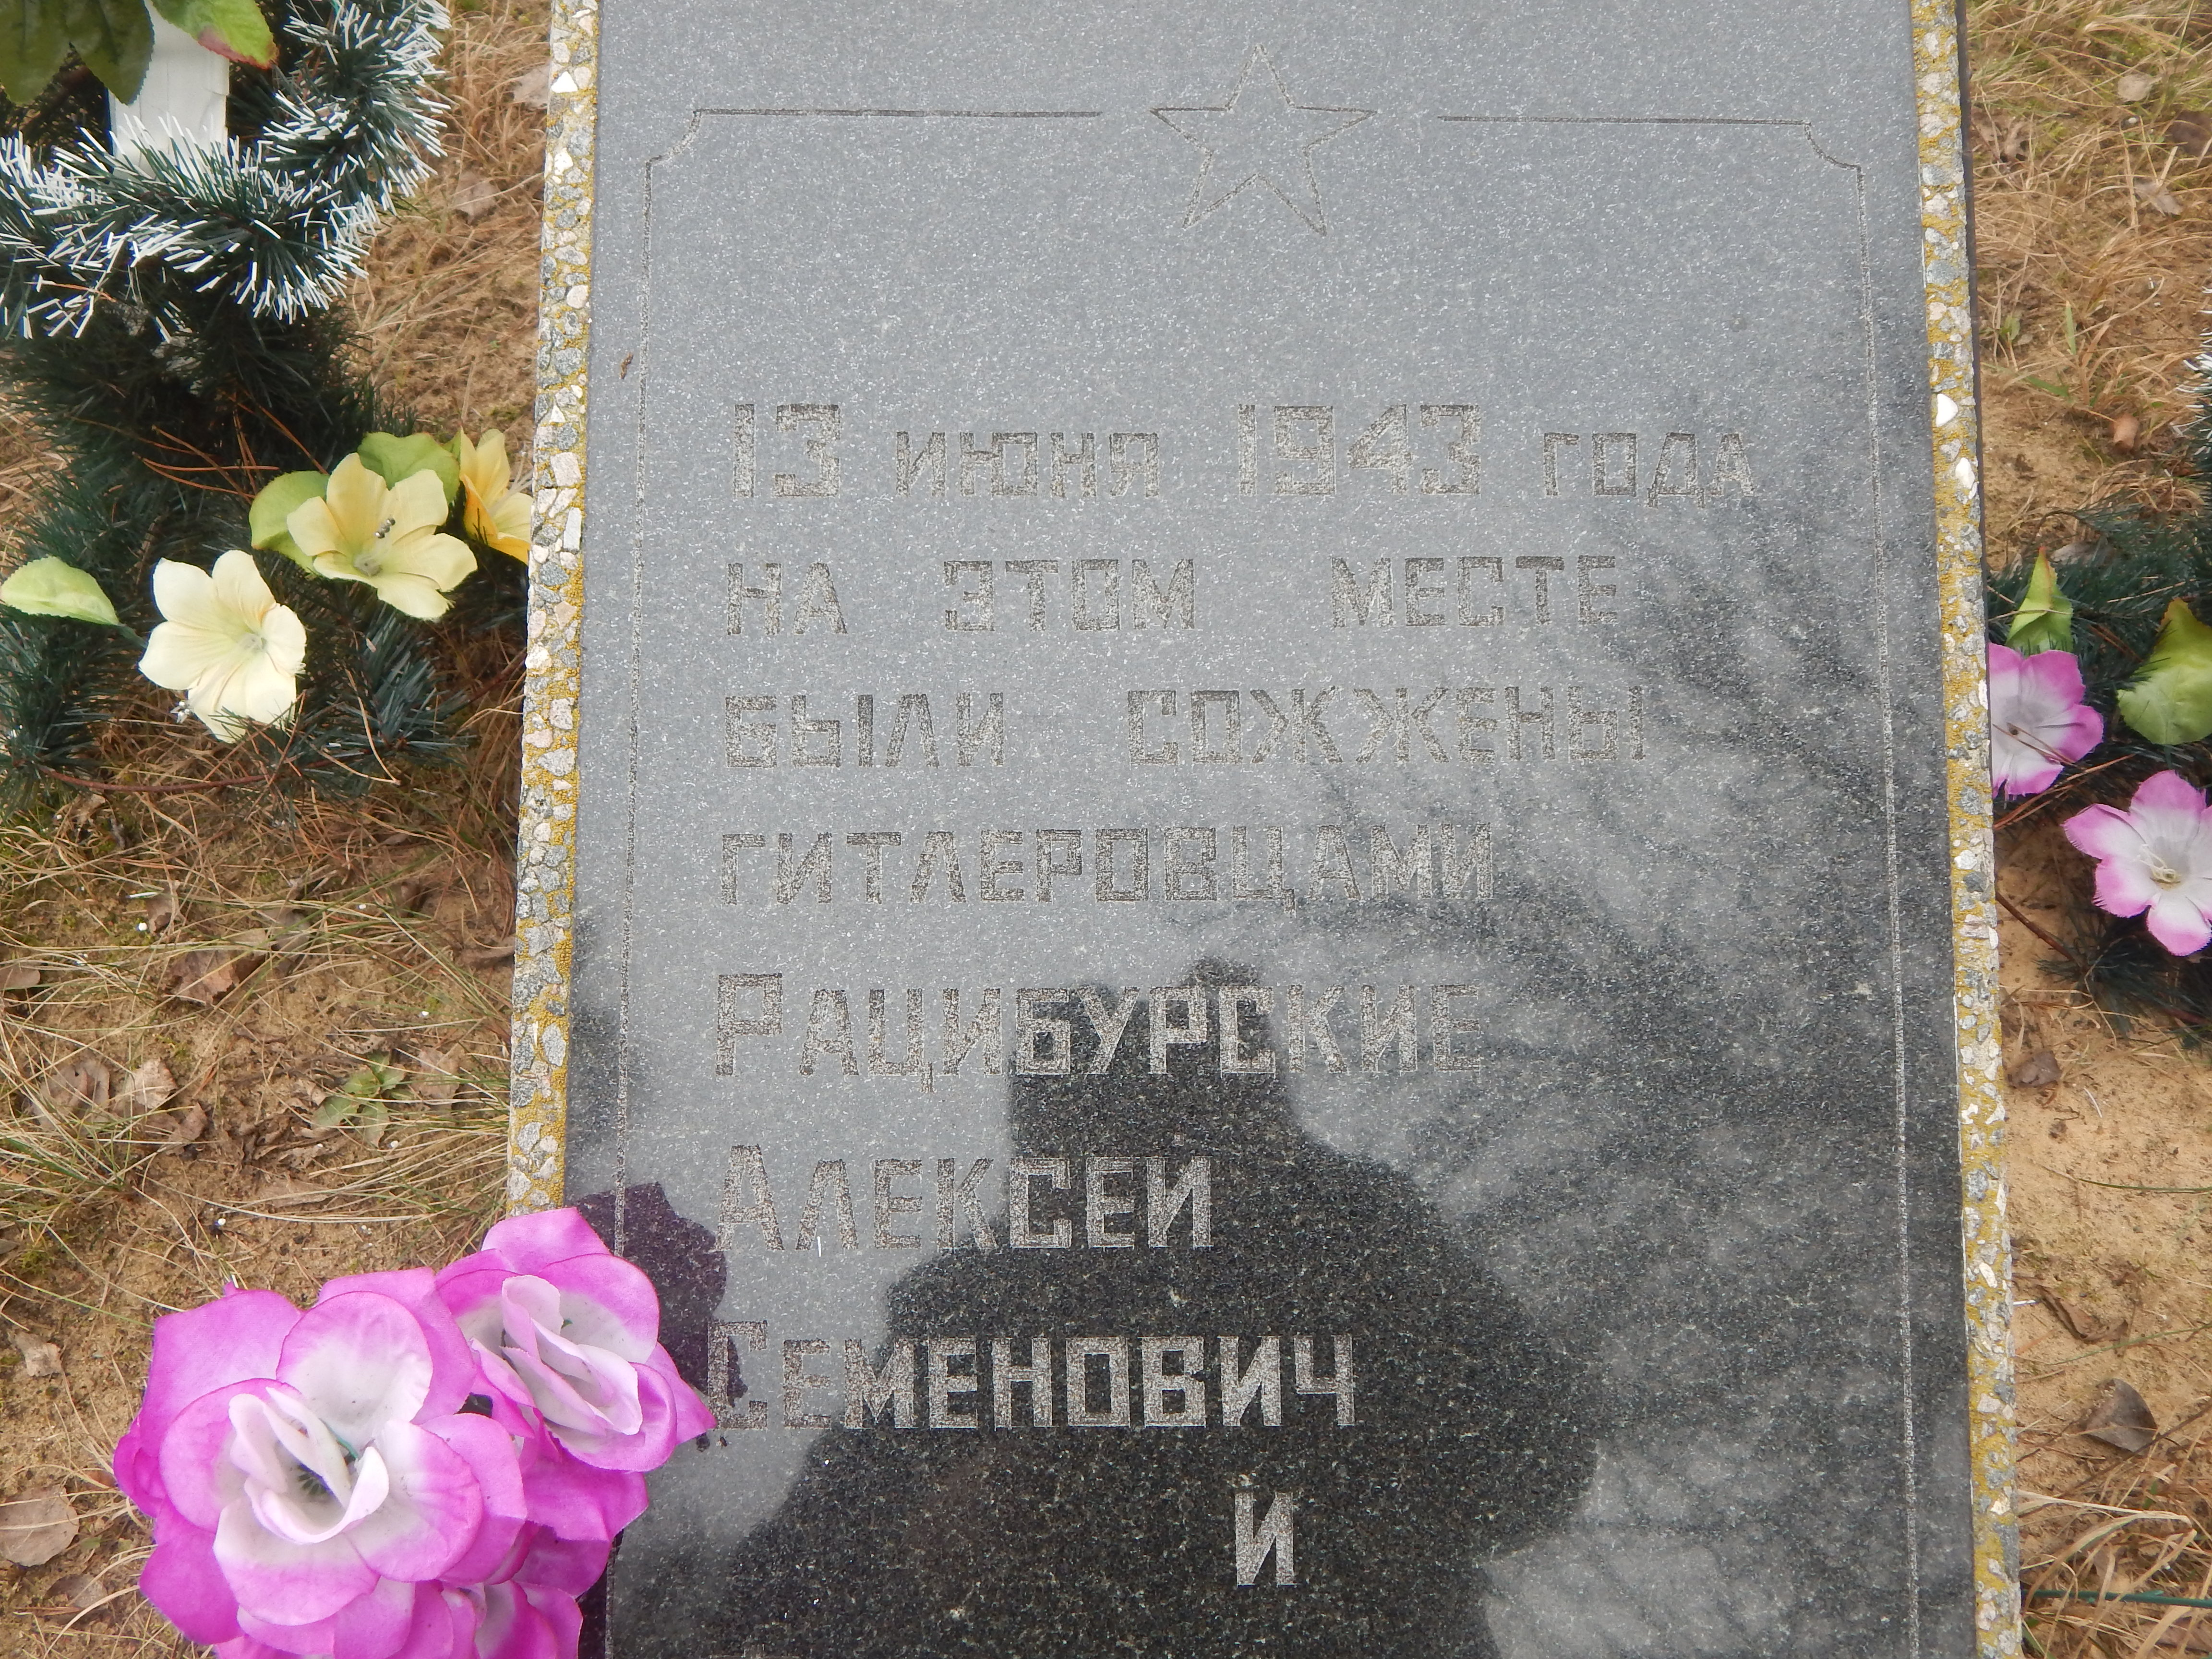 13 июня 1943 года
на этом месте
были сожжены
гитлеровцами
Рацибурские
Алексей
Семенович
и